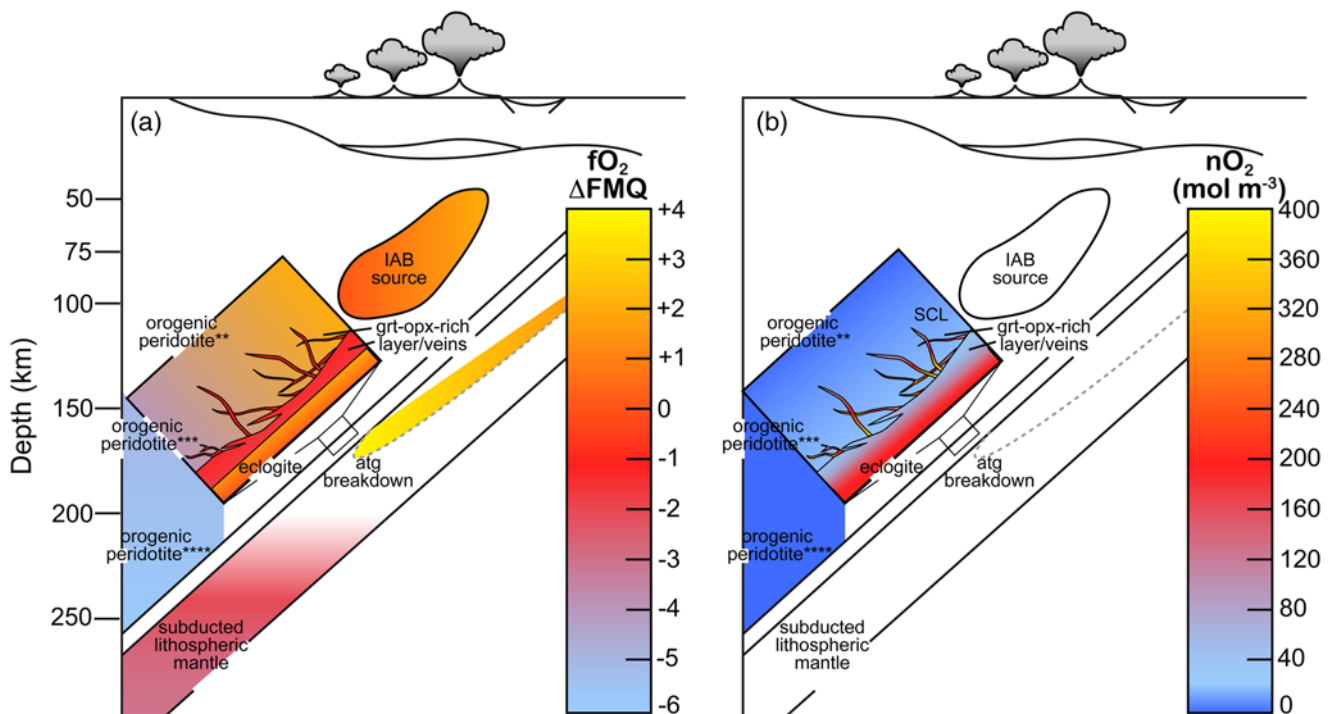 (a)
fO₂
ΔFMQ
50
75
100
150
200
250
Depth (km)
IAB
source
orogenic
peridotite**
grt-opx-rich
layer/veins
orogenic
peridotite***
eclogite
atg
breakdown
orogenic
peridotite****
subducted
lithospheric
mantle
+4
+3
+2
+1
0
-1
-2
-3
-4
-5
-6
(b)
nO₂
(mol m⁻³)
IAB
source
SCL
orogenic
peridotite**
grt-opx-rich
layer/veins
orogenic
peridotite***
eclogite
atg
breakdown
orogenic
peridotite****
subducted
lithospheric
mantle
400
360
320
280
240
200
160
120
80
40
0